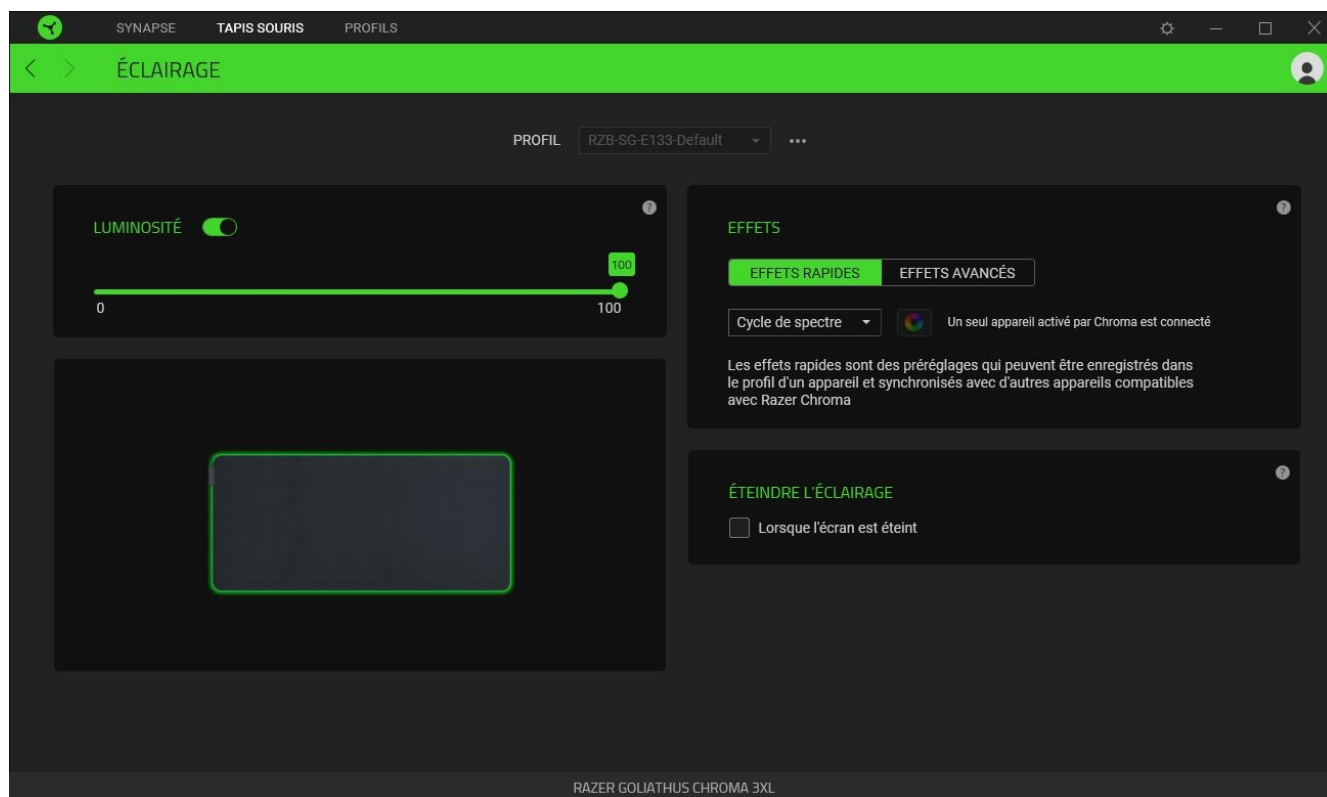 SYNAPSE TAPIS SOURIS PROFILS
ÉCLAIRAGE
PROFIL RZB-SG-E133-Default
LUMINOSITÉ
100
0 100
EFFETS
EFFETS RAPIDES EFFETS AVANCÉS
Cycle de spectre Un seul appareil activé par Chroma est connecté
Les effets rapides sont des préréglages qui peuvent être enregistrés dans
le profil d'un appareil et synchronisés avec d'autres appareils compatibles
avec Razer Chroma
ÉTEINDRE L'ÉCLAIRAGE
Lorsque l'écran est éteint
RAZER GOLIATHUS CHROMA 3XL